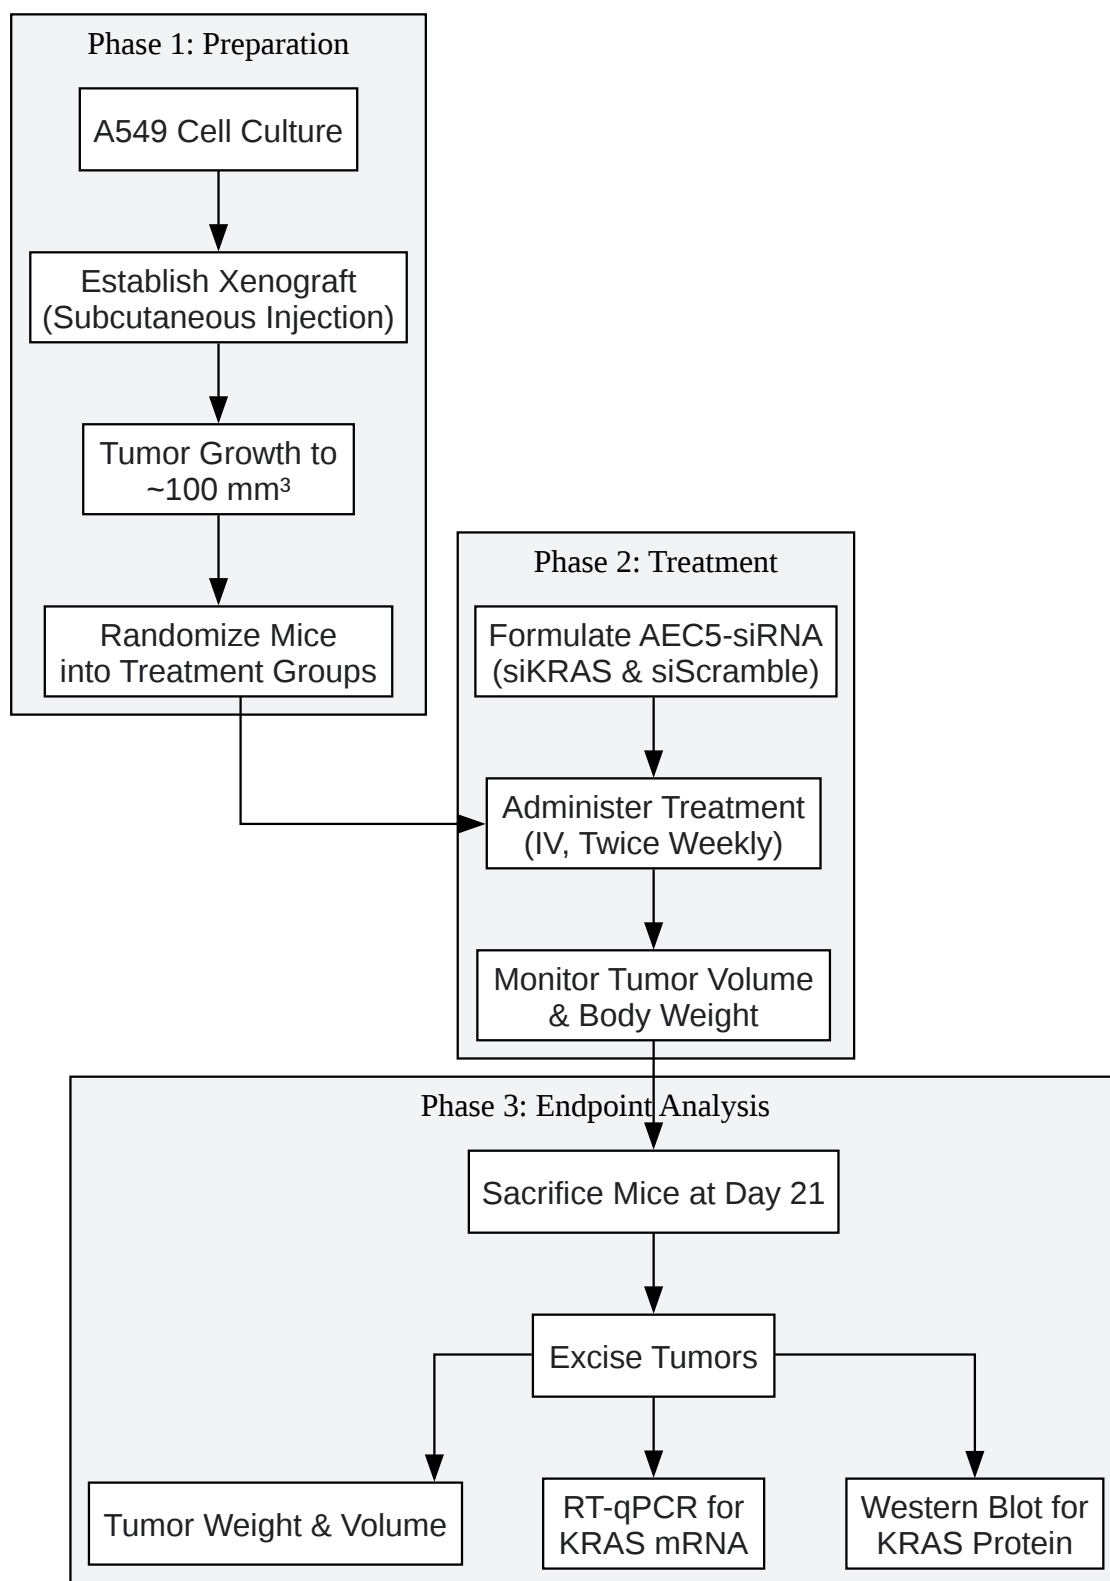 Phase 1: Preparation
A549 Cell Culture
Establish Xenograft
(Subcutaneous Injection)
Tumor Growth to
~100 mm³
Randomize Mice
into Treatment Groups
Phase 2: Treatment
Formulate AEC5-siRNA
(siKRAS & siScramble)
Administer Treatment
(IV, Twice Weekly)
Monitor Tumor Volume
& Body Weight
Phase 3: Endpoint Analysis
Sacrifice Mice at Day 21
Excise Tumors
Tumor Weight & Volume
RT-qPCR for
KRAS mRNA
Western Blot for
KRAS Protein